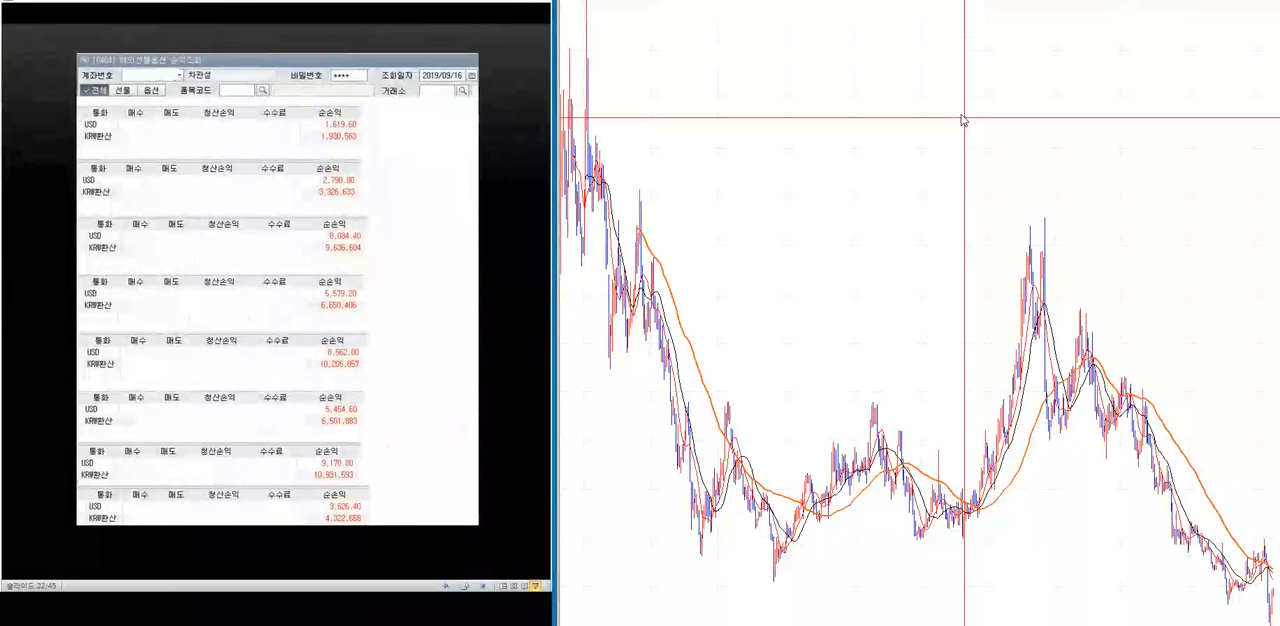 [0464] 해외선물옵션 손익조회
계좌번호 차관성 비밀번호 **** 조회일자 2019/09/16
전체 선물 옵션 품목코드 거래소
통화 매수 매도 청산손익 수수료 순손익
USD 1,619.60
KRW환산 1,930,563
통화 매수 매도 청산손익 수수료 순손익
USD 2,790.80
KRW환산 3,326,633
통화 매수 매도 청산손익 수수료 순손익
USD 8,084.40
KRW환산 9,636,604
통화 매수 매도 청산손익 수수료 순손익
USD 5,579.20
KRW환산 6,650,406
통화 매수 매도 청산손익 수수료 순손익
USD 8,562.80
KRW환산 10,206,857
통화 매수 매도 청산손익 수수료 순손익
USD 5,454.60
KRW환산 6,501,883
통화 매수 매도 청산손익 수수료 순손익
USD 9,170.80
KRW환산 10,931,593
통화 매수 매도 청산손익 수수료 순손익
USD 3,626.40
KRW환산 4,322,668
슬라이드 22/45